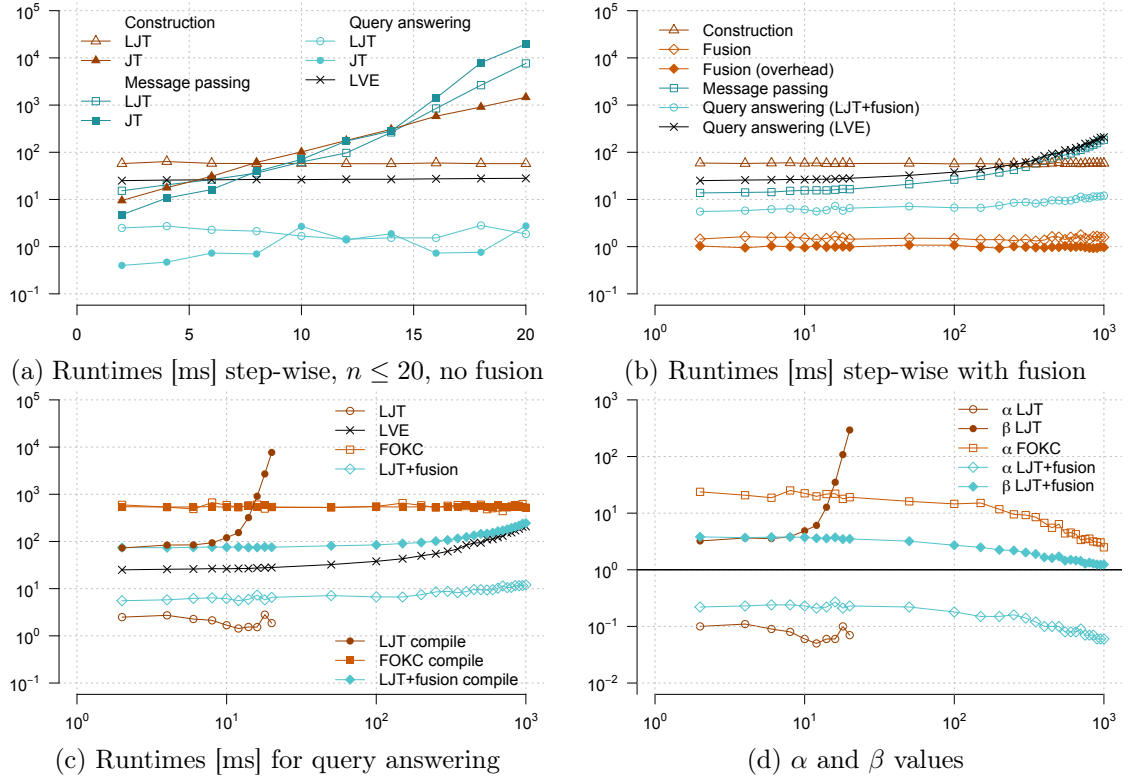 Construction
LJT
JT
Message passing
LJT
JT
Query answering
LJT
JT
LVE
10^5
10^4
10^3
10^2
10^1
10^0
10^−1
0 5 10 15 20
(a) Runtimes [ms] step-wise, n ≤ 20, no fusion
Construction
Fusion
Fusion (overhead)
Message passing
Query answering (LJT+fusion)
Query answering (LVE)
10^5
10^4
10^3
10^2
10^1
10^0
10^−1
10^0 10^1 10^2 10^3
(b) Runtimes [ms] step-wise with fusion
LJT
LVE
FOKC
LJT+fusion
LJT compile
FOKC compile
LJT+fusion compile
10^5
10^4
10^3
10^2
10^1
10^0
10^−1
10^0 10^1 10^2 10^3
(c) Runtimes [ms] for query answering
α LJT
β LJT
α FOKC
α LJT+fusion
β LJT+fusion
10^3
10^2
10^1
10^0
10^−1
10^−2
10^0 10^1 10^2 10^3
(d) α and β values